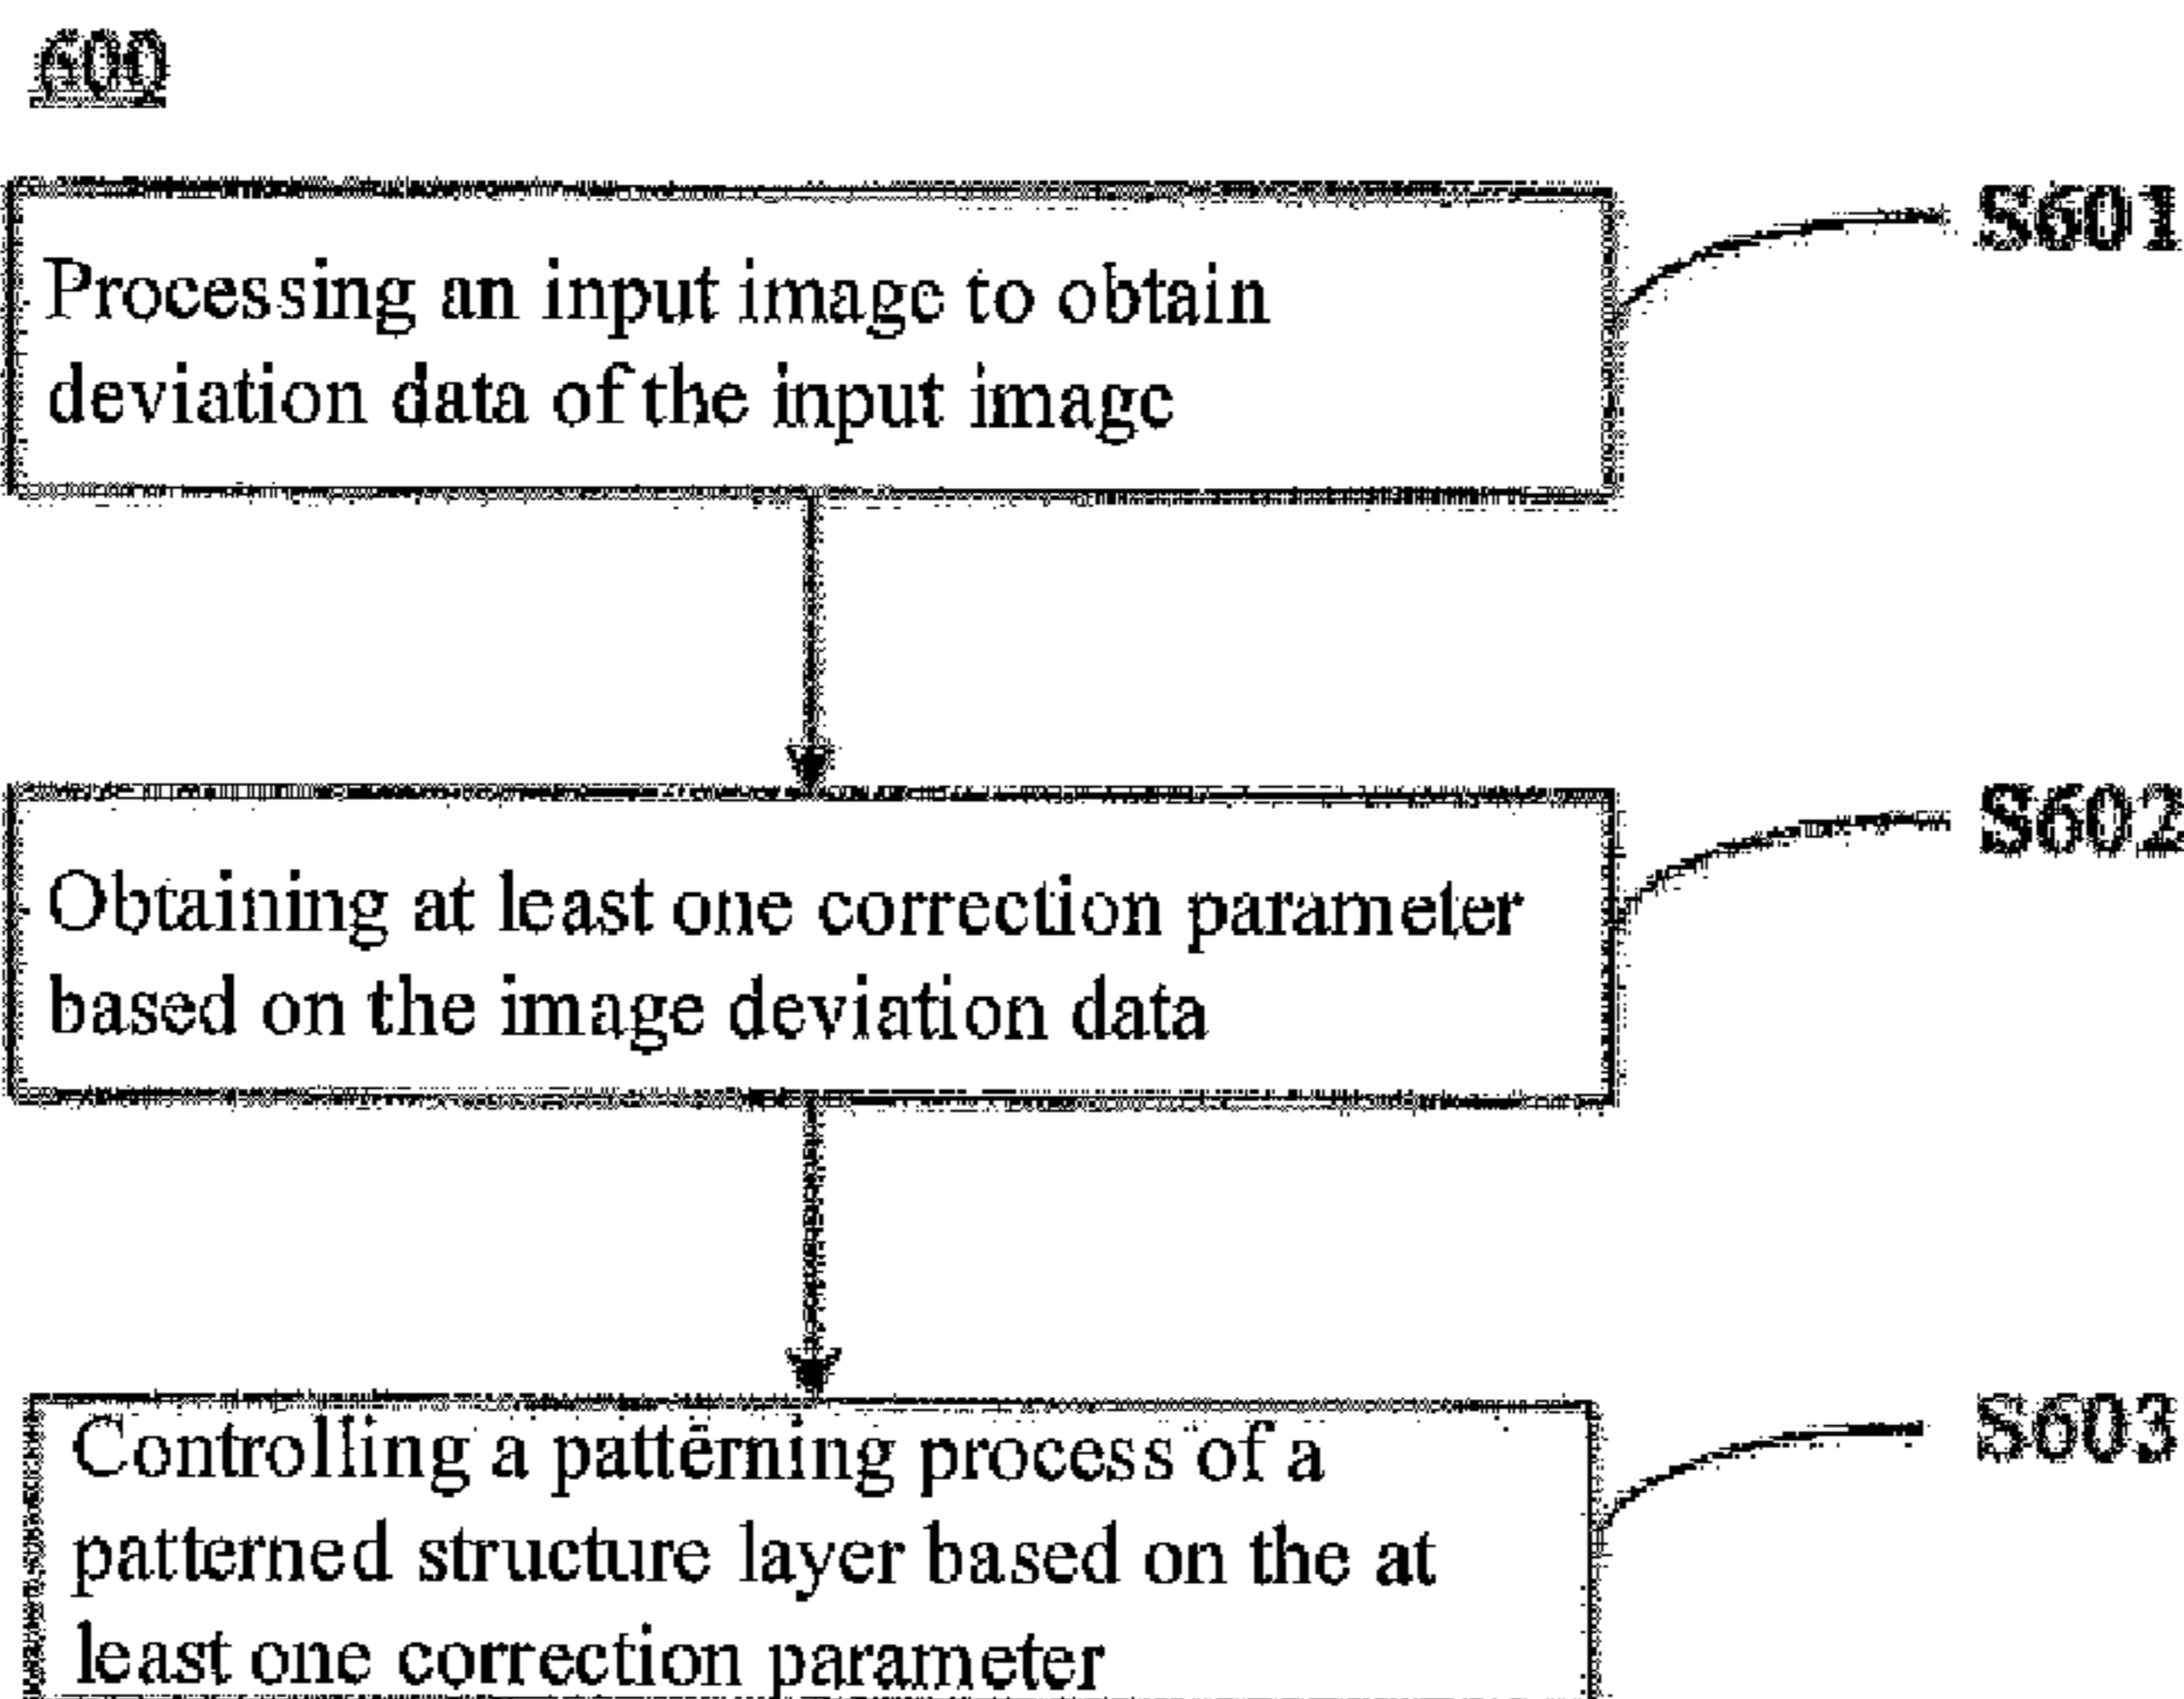 600
Processing an input image to obtain
deviation data of the input image
S601
Obtaining at least one correction parameter
based on the image deviation data
S602
Controlling a patterning process of a
patterned structure layer based on the at
least one correction parameter
S603